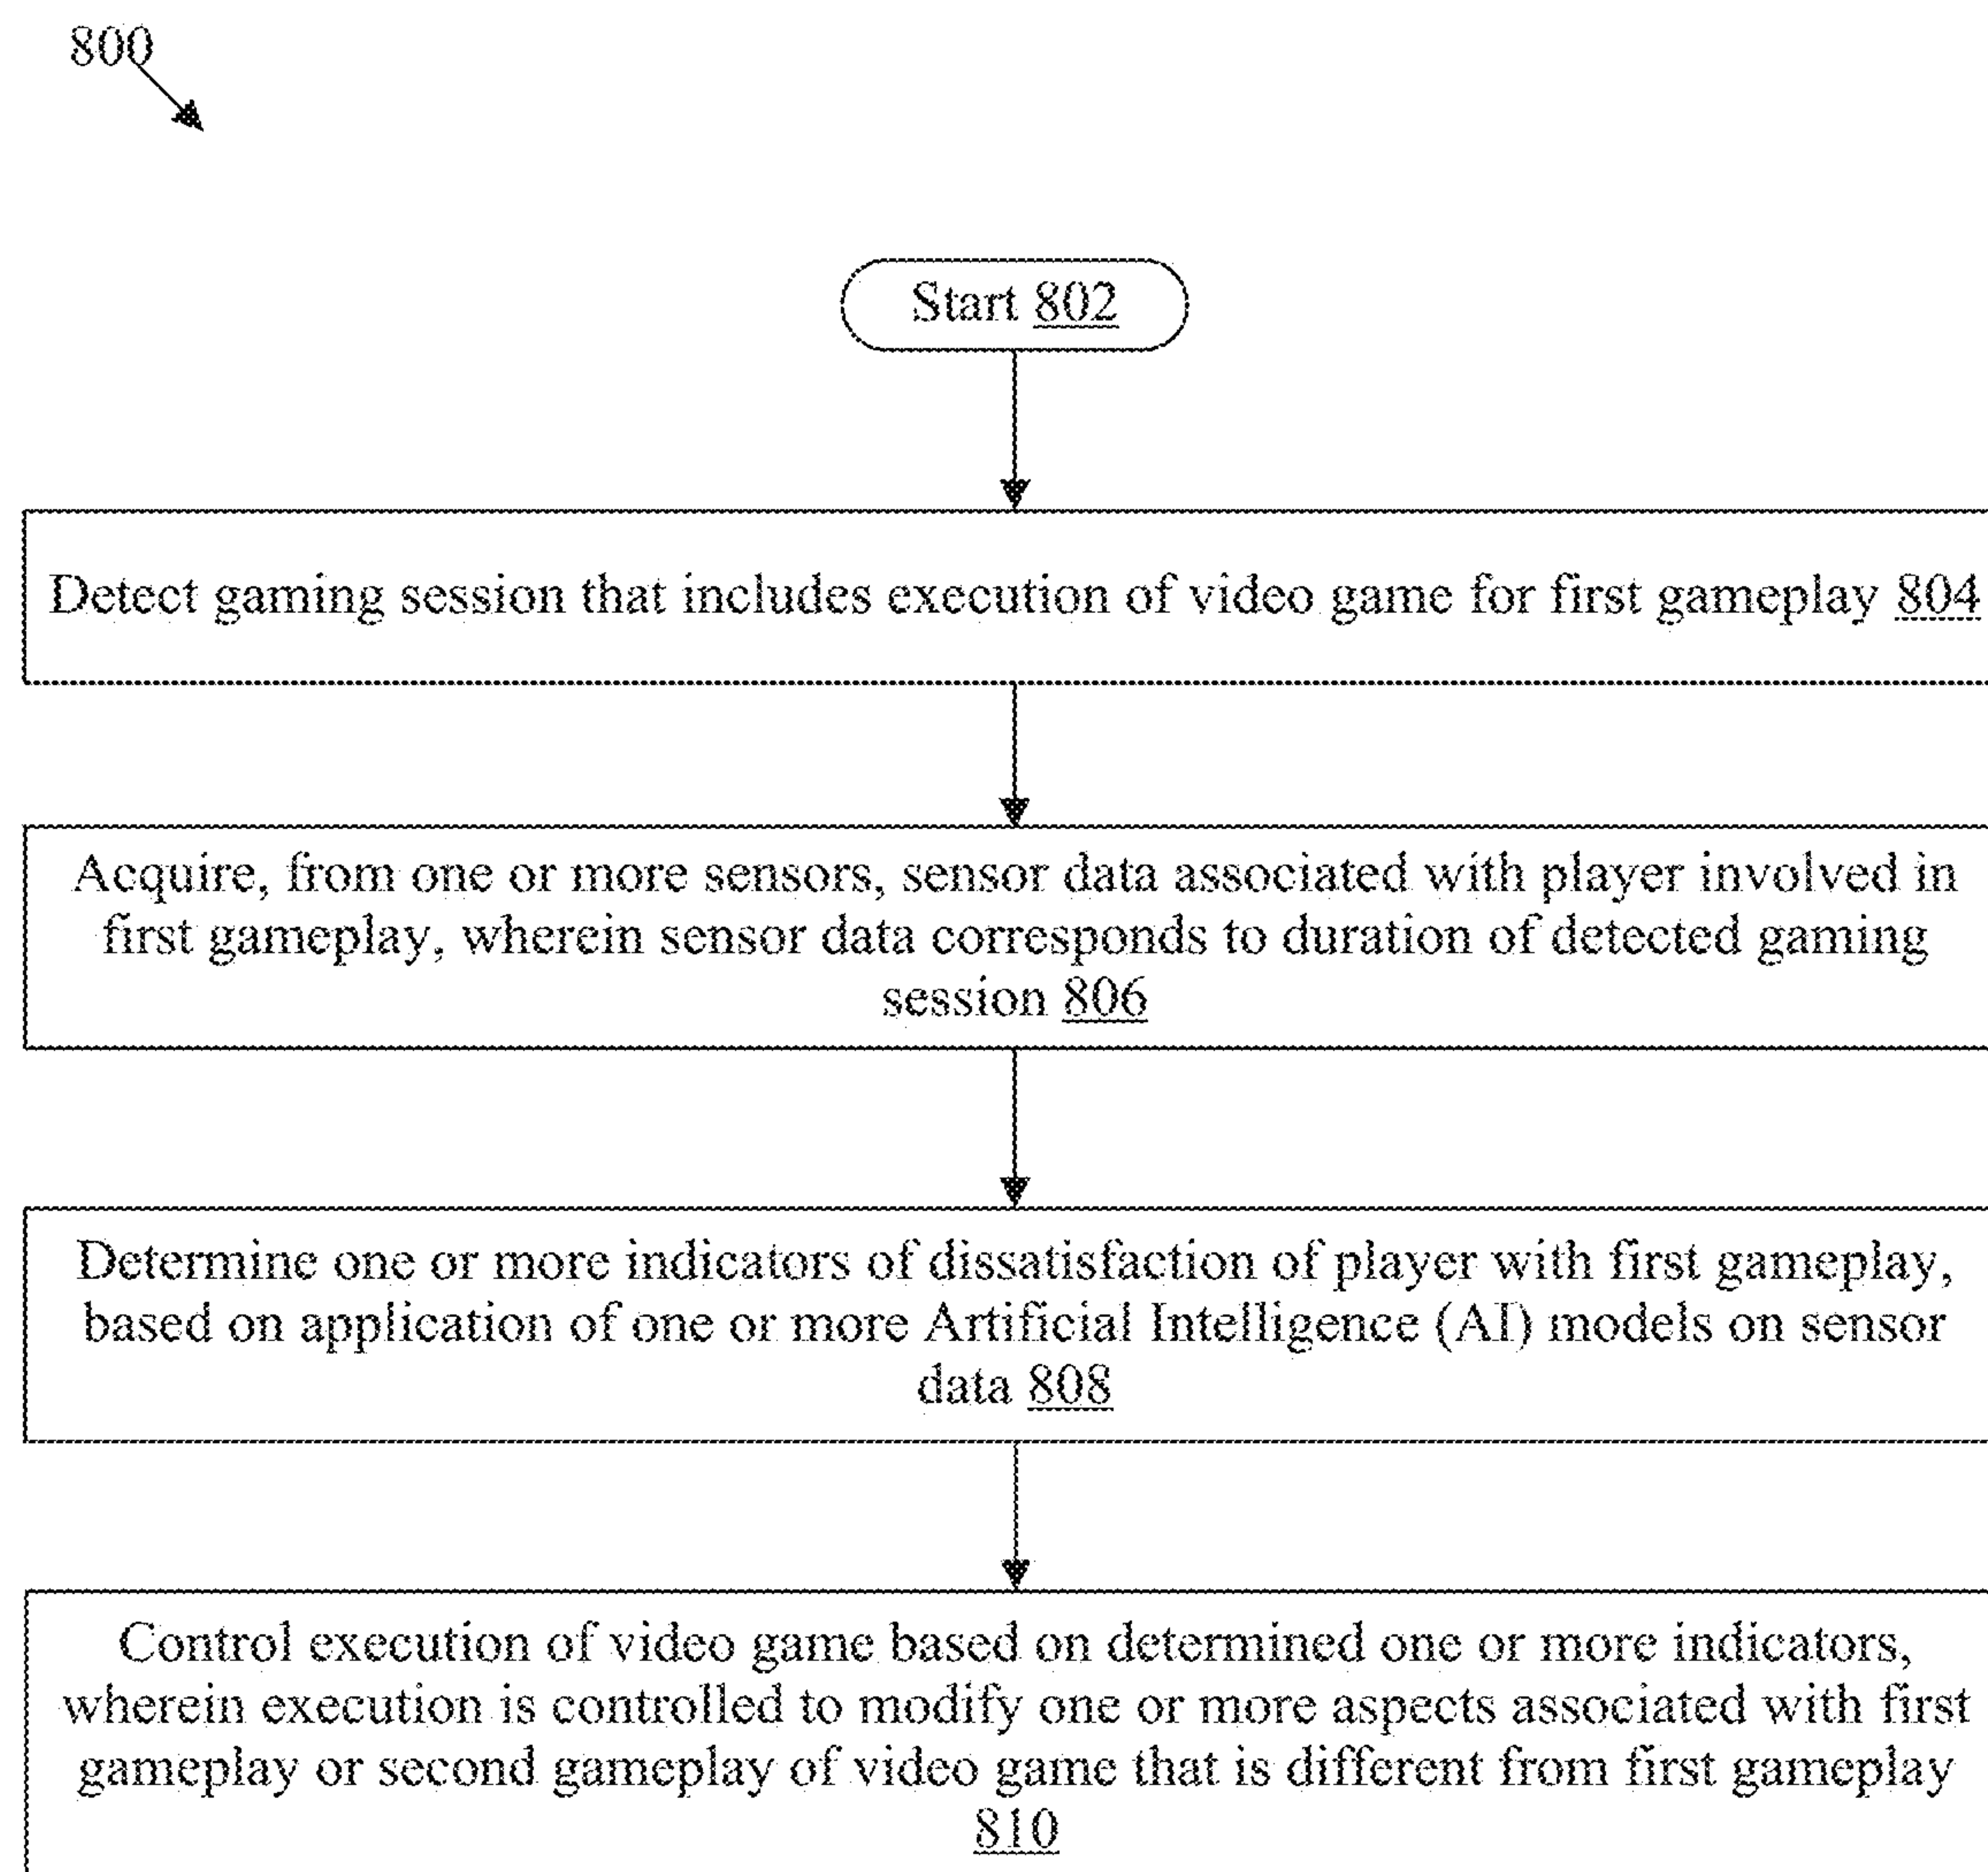 800
Start 802
Detect gaming session that includes execution of video game for first gameplay 804
Acquire, from one or more sensors, sensor data associated with player involved in
first gameplay, wherein sensor data corresponds to duration of detected gaming
session 806
Determine one or more indicators of dissatisfaction of player with first gameplay,
based on application of one or more Artificial Intelligence (AI) models on sensor
data 808
Control execution of video game based on determined one or more indicators,
wherein execution is controlled to modify one or more aspects associated with first
gameplay or second gameplay of video game that is different from first gameplay
810